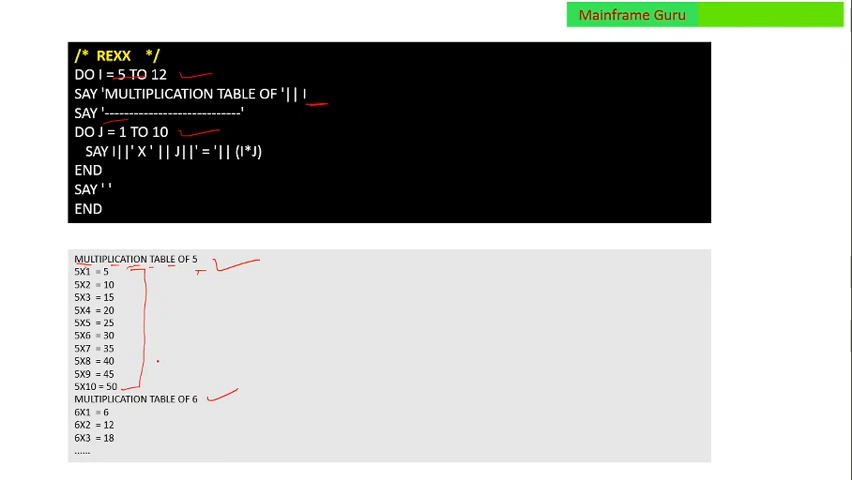 Mainframe Guru
/* REXX */
DO I = 5 TO 12
SAY 'MULTIPLICATION TABLE OF '|| I
SAY '----------------------------'
DO J = 1 TO 10
SAY I||' X ' || J||' = '|| (I*J)
END
SAY ' '
END
MULTIPLICATION TABLE OF 5
5X1 = 5
5X2 = 10
5X3 = 15
5X4 = 20
5X5 = 25
5X6 = 30
5X7 = 35
5X8 = 40
5X9 = 45
5X10 = 50
MULTIPLICATION TABLE OF 6
6X1 = 6
6X2 = 12
6X3 = 18
......